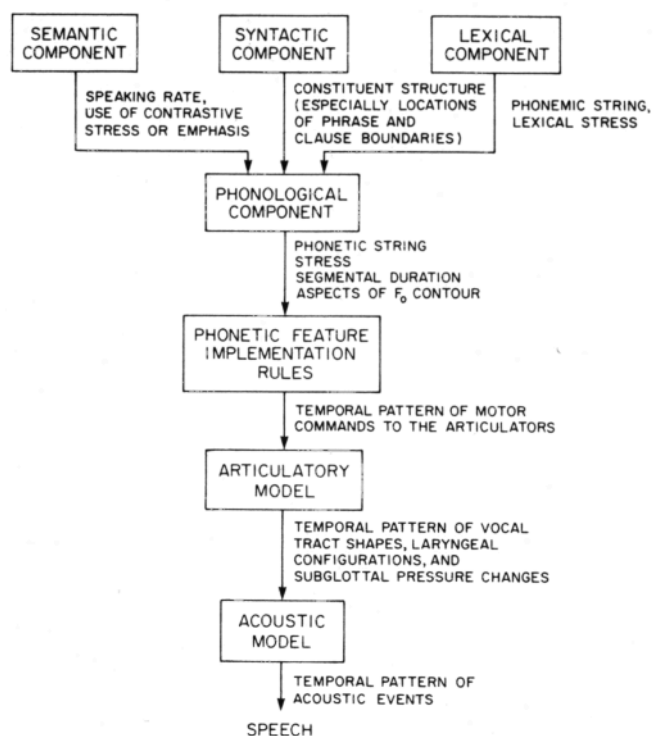 SEMANTIC
COMPONENT
SYNTACTIC
COMPONENT
LEXICAL
COMPONENT
SPEAKING RATE,
USE OF CONTRASTIVE
STRESS OR EMPHASIS
CONSTITUENT STRUCTURE
(ESPECIALLY LOCATIONS
OF PHRASE AND
CLAUSE BOUNDARIES)
PHONEMIC STRING,
LEXICAL STRESS
PHONOLOGICAL
COMPONENT
PHONETIC STRING
STRESS
SEGMENTAL DURATION
ASPECTS OF F₀ CONTOUR
PHONETIC FEATURE
IMPLEMENTATION
RULES
TEMPORAL PATTERN OF MOTOR
COMMANDS TO THE ARTICULATORS
ARTICULATORY
MODEL
TEMPORAL PATTERN OF VOCAL
TRACT SHAPES, LARYNGEAL
CONFIGURATIONS, AND
SUBGLOTTAL PRESSURE CHANGES
ACOUSTIC
MODEL
TEMPORAL PATTERN OF
ACOUSTIC EVENTS
SPEECH